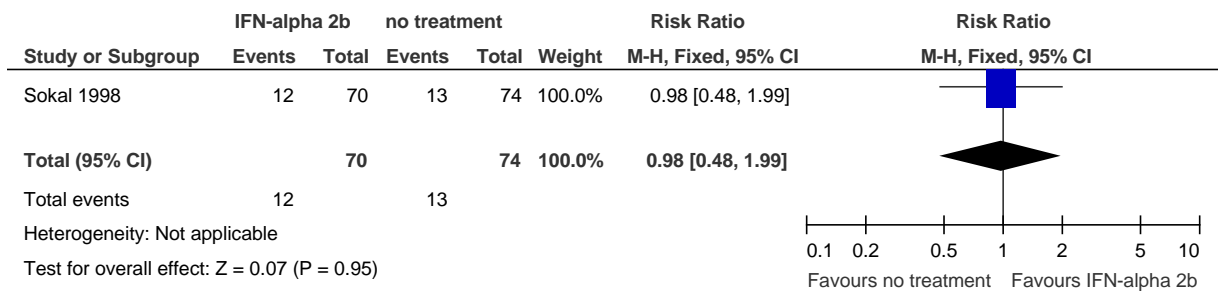 IFN-alpha 2b no treatment Risk Ratio Risk Ratio
Study or Subgroup Events Total Events Total Weight M-H, Fixed, 95% CI M-H, Fixed, 95% CI
Sokal 1998 12 70 13 74 100.0% 0.98 [0.48, 1.99]
Total (95% CI) 70 74 100.0% 0.98 [0.48, 1.99]
Total events 12 13
Heterogeneity: Not applicable
Test for overall effect: Z = 0.07 (P = 0.95)
0.1 0.2 0.5 1 2 5 10
Favours no treatment Favours IFN-alpha 2b